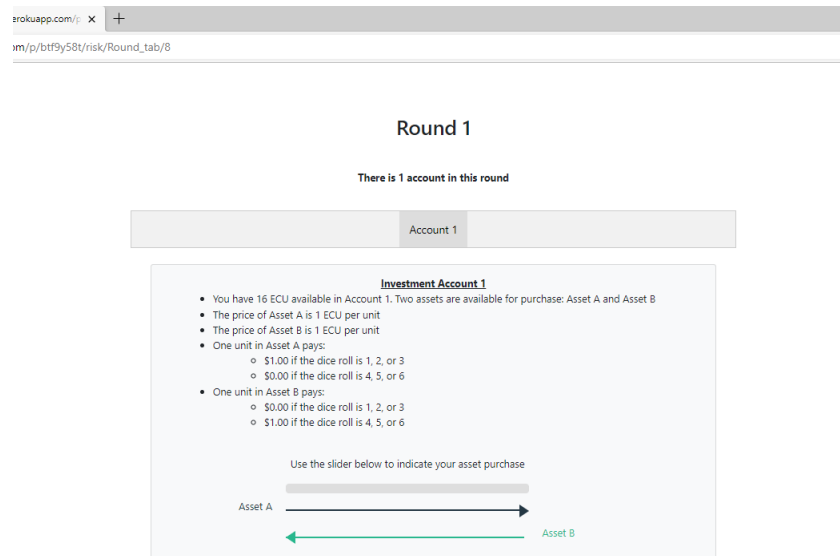 erokuapp.com/p × +
om/p/btf9y58t/risk/Round_tab/8
Round 1
There is 1 account in this round
Account 1
Investment Account 1
• You have 16 ECU available in Account 1. Two assets are available for purchase: Asset A and Asset B
• The price of Asset A is 1 ECU per unit
• The price of Asset B is 1 ECU per unit
• One unit in Asset A pays:
○ $1.00 if the dice roll is 1, 2, or 3
○ $0.00 if the dice roll is 4, 5, or 6
• One unit in Asset B pays:
○ $0.00 if the dice roll is 1, 2, or 3
○ $1.00 if the dice roll is 4, 5, or 6
Use the slider below to indicate your asset purchase
Asset A
Asset B